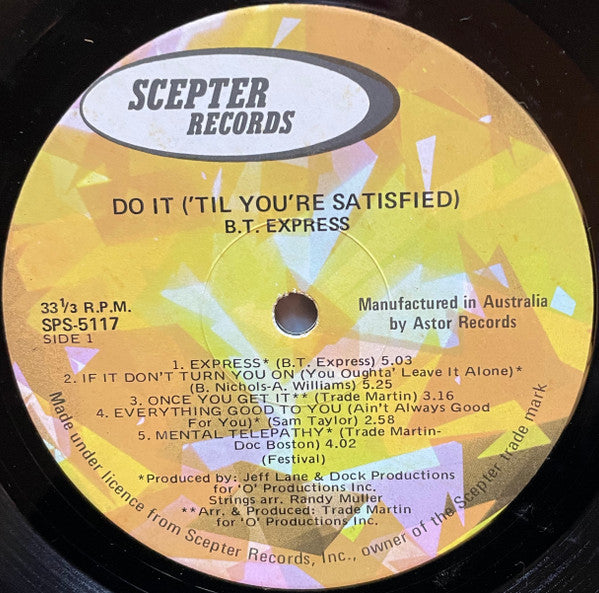 SCEPTER
RECORDS
DO IT ('TIL YOU'RE SATISFIED)
B.T. EXPRESS
33⅓ R.P.M.
SPS-5117
SIDE 1
Manufactured in Australia
by Astor Records
1. EXPRESS* (B.T. Express) 5.03
2. IF IT DON'T TURN YOU ON (You Oughta' Leave It Alone)*
(B. Nichols-A. Williams) 5.25
3. ONCE YOU GET IT** (Trade Martin) 3.16
4. EVERYTHING GOOD TO YOU (Ain't Always Good
For You)* (Sam Taylor) 2.58
5. MENTAL TELEPATHY* (Trade Martin-
Doc Boston) 4.02
(Festival)
*Produced by: Jeff Lane & Dock Productions
for 'O' Productions Inc.
Strings arr. Randy Muller
**Arr. & Produced: Trade Martin
for 'O' Productions Inc.
Made under licence from Scepter Records, Inc., owner of the Scepter trade mark